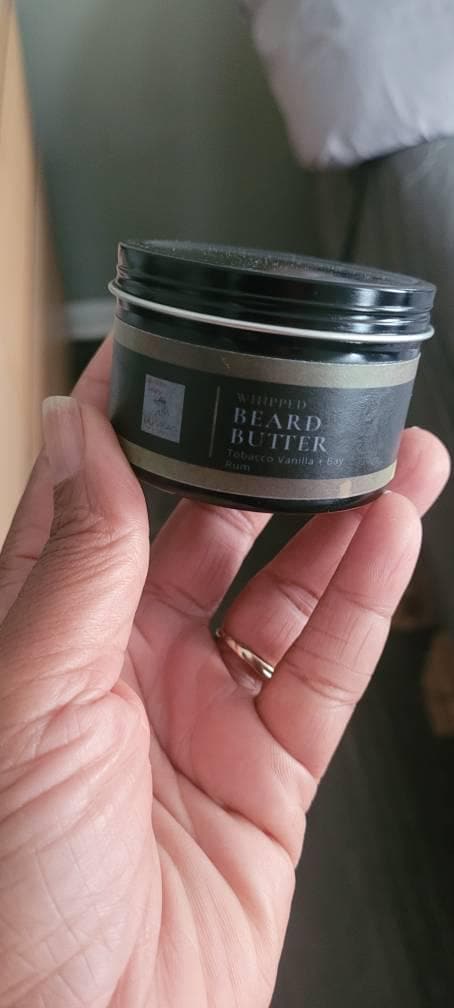 WHIPPED
BEARD
BUTTER
Tobacco Vanilla + Bay
Rum